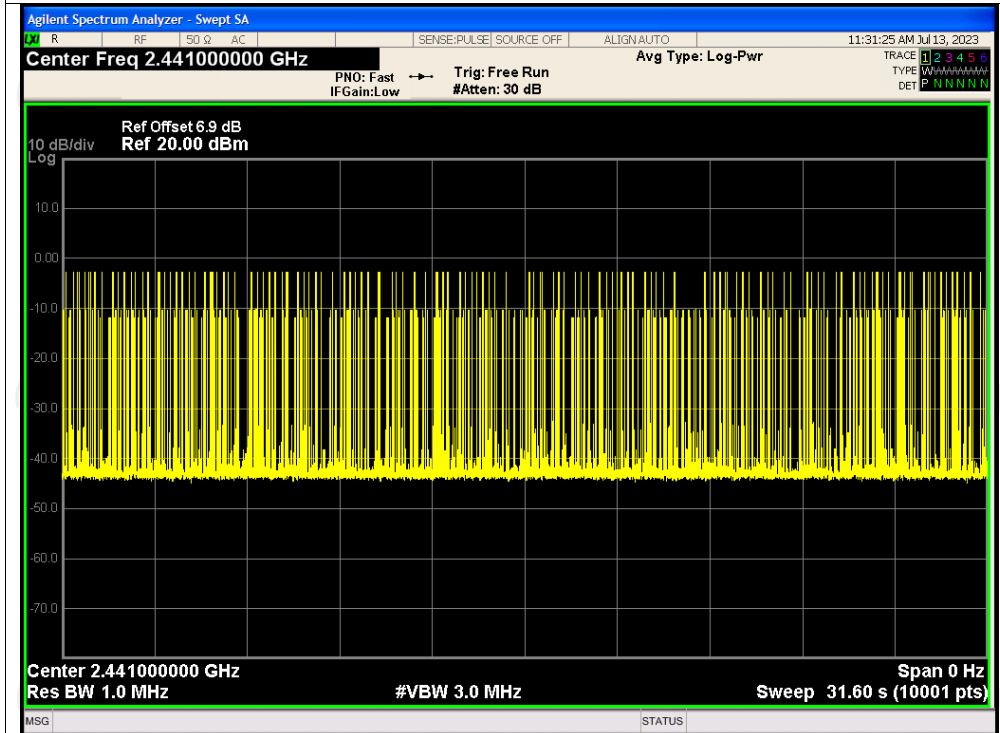 Agilent Spectrum Analyzer - Swept SA
LXI R RF 50 Ω AC SENSE:PULSE SOURCE OFF ALIGN AUTO 11:31:25 AM Jul 13, 2023
Center Freq 2.441000000 GHz Avg Type: Log-Pwr TRACE 1 2 3 4 5 6
PNO: Fast Trig: Free Run TYPE W
IFGain:Low #Atten: 30 dB DET P N N N N N
Ref Offset 6.9 dB
10 dB/div Ref 20.00 dBm
Log
10.0
0.00
-10.0
-20.0
-30.0
-40.0
-50.0
-60.0
-70.0
Center 2.441000000 GHz Span 0 Hz
Res BW 1.0 MHz #VBW 3.0 MHz Sweep 31.60 s (10001 pts)
MSG STATUS